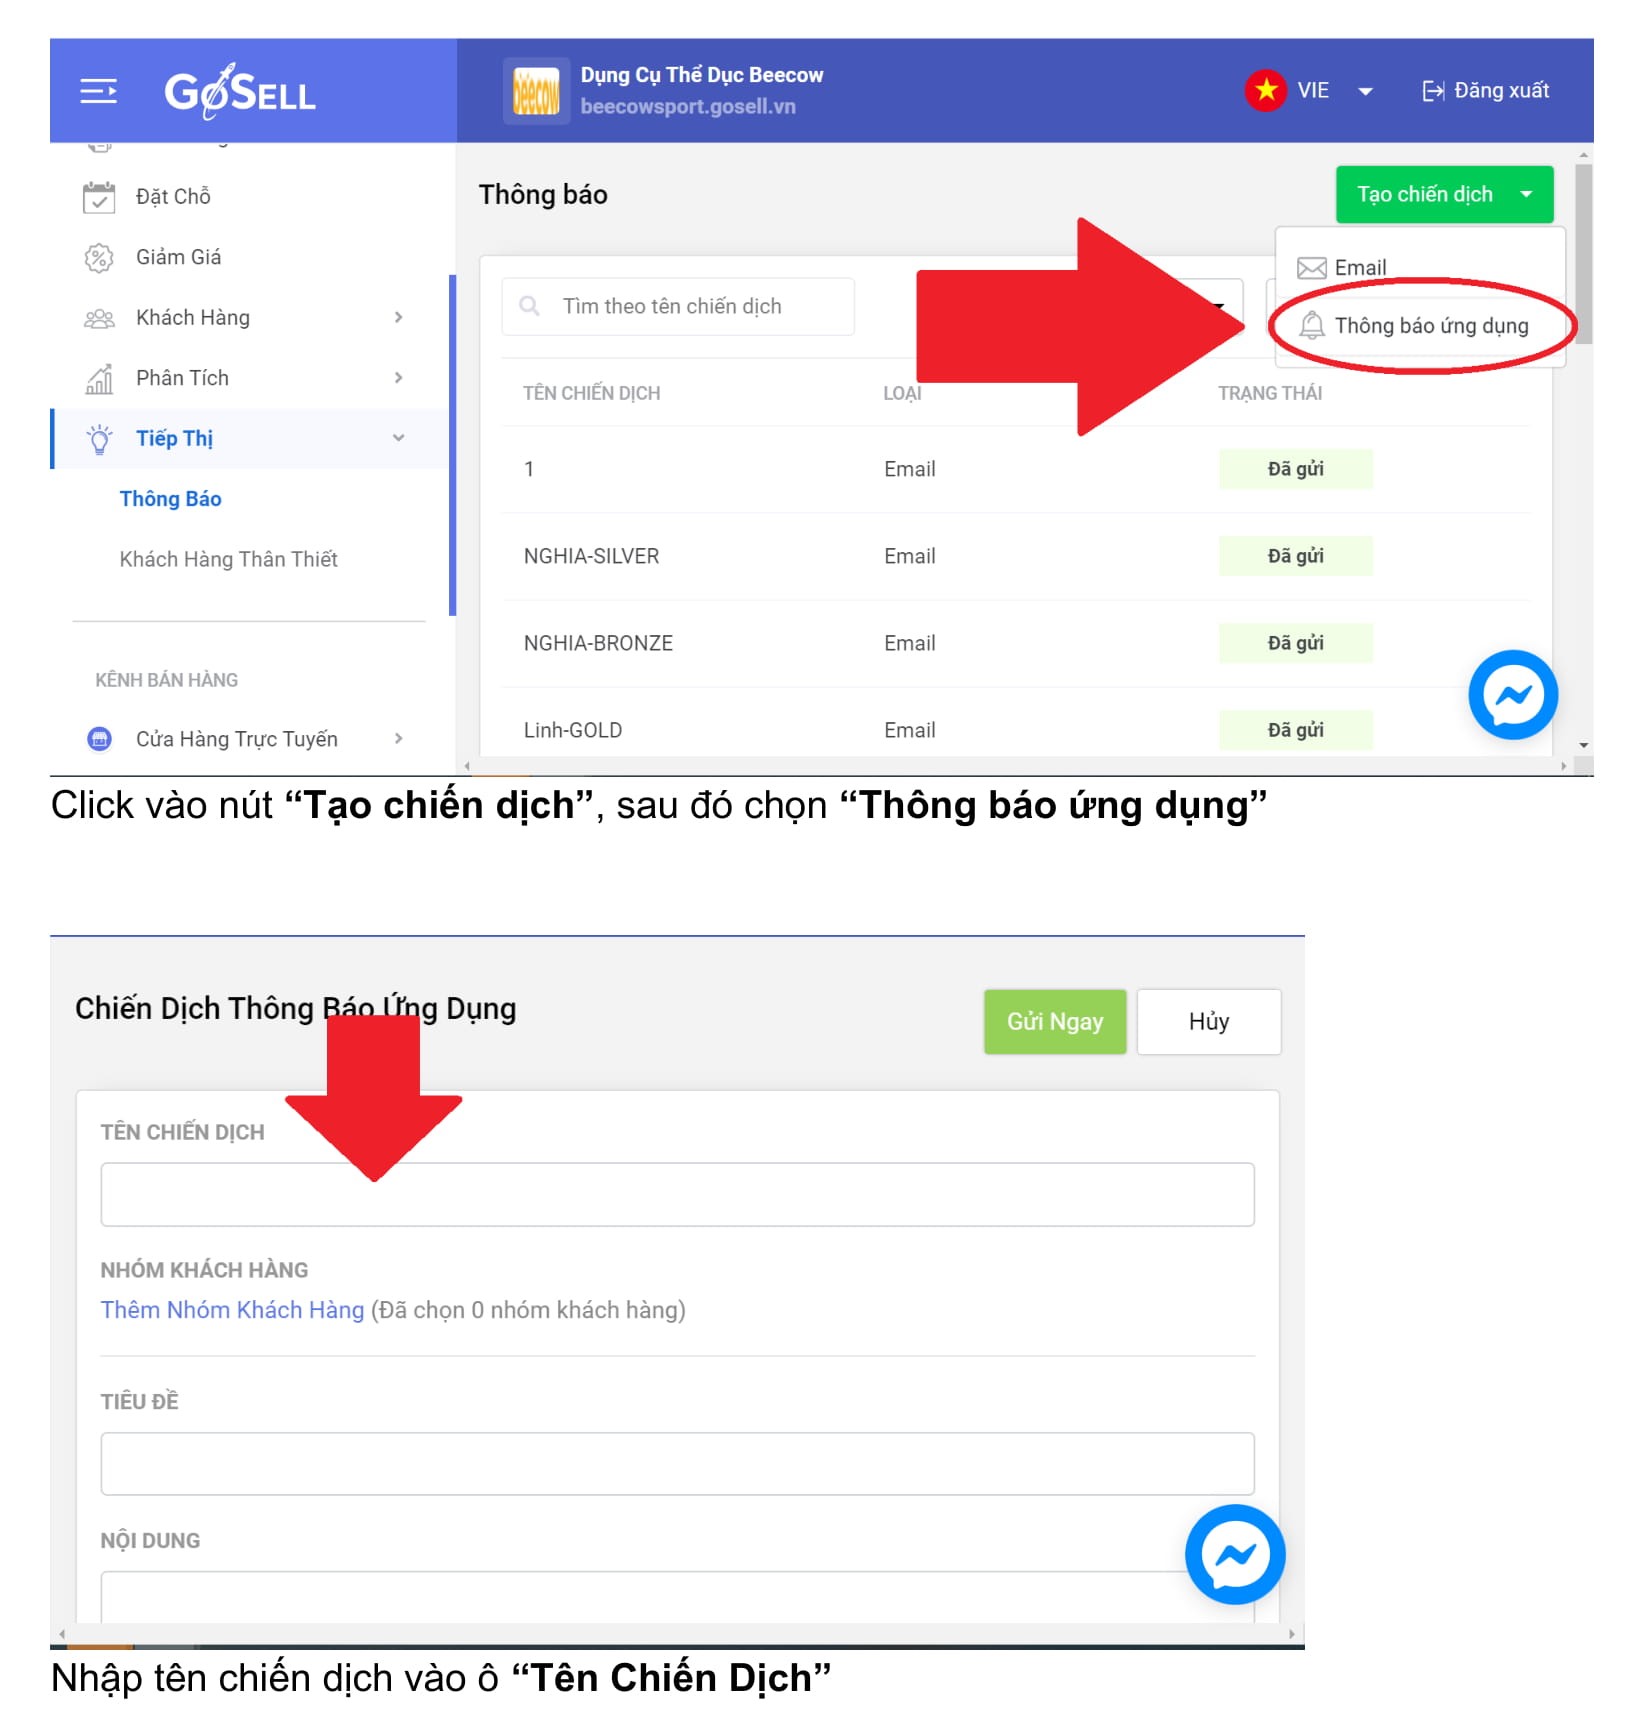 GoSELL
beecow
Dụng Cụ Thể Dục Beecow
beecowsport.gosell.vn
VIE
Đăng xuất
Đặt Chỗ
Giảm Giá
Khách Hàng
Phân Tích
Tiếp Thị
Thông Báo
Khách Hàng Thân Thiết
KÊNH BÁN HÀNG
Cửa Hàng Trực Tuyến
Thông báo
Tạo chiến dịch
Email
Thông báo ứng dụng
Tìm theo tên chiến dịch
TÊN CHIẾN DỊCH LOẠI TRẠNG THÁI
1 Email Đã gửi
NGHIA-SILVER Email Đã gửi
NGHIA-BRONZE Email Đã gửi
Linh-GOLD Email Đã gửi
Click vào nút “Tạo chiến dịch”, sau đó chọn “Thông báo ứng dụng”
Chiến Dịch Thông Báo Ứng Dụng
Gửi Ngay
Hủy
TÊN CHIẾN DỊCH
NHÓM KHÁCH HÀNG
Thêm Nhóm Khách Hàng (Đã chọn 0 nhóm khách hàng)
TIÊU ĐỀ
NỘI DUNG
Nhập tên chiến dịch vào ô “Tên Chiến Dịch”